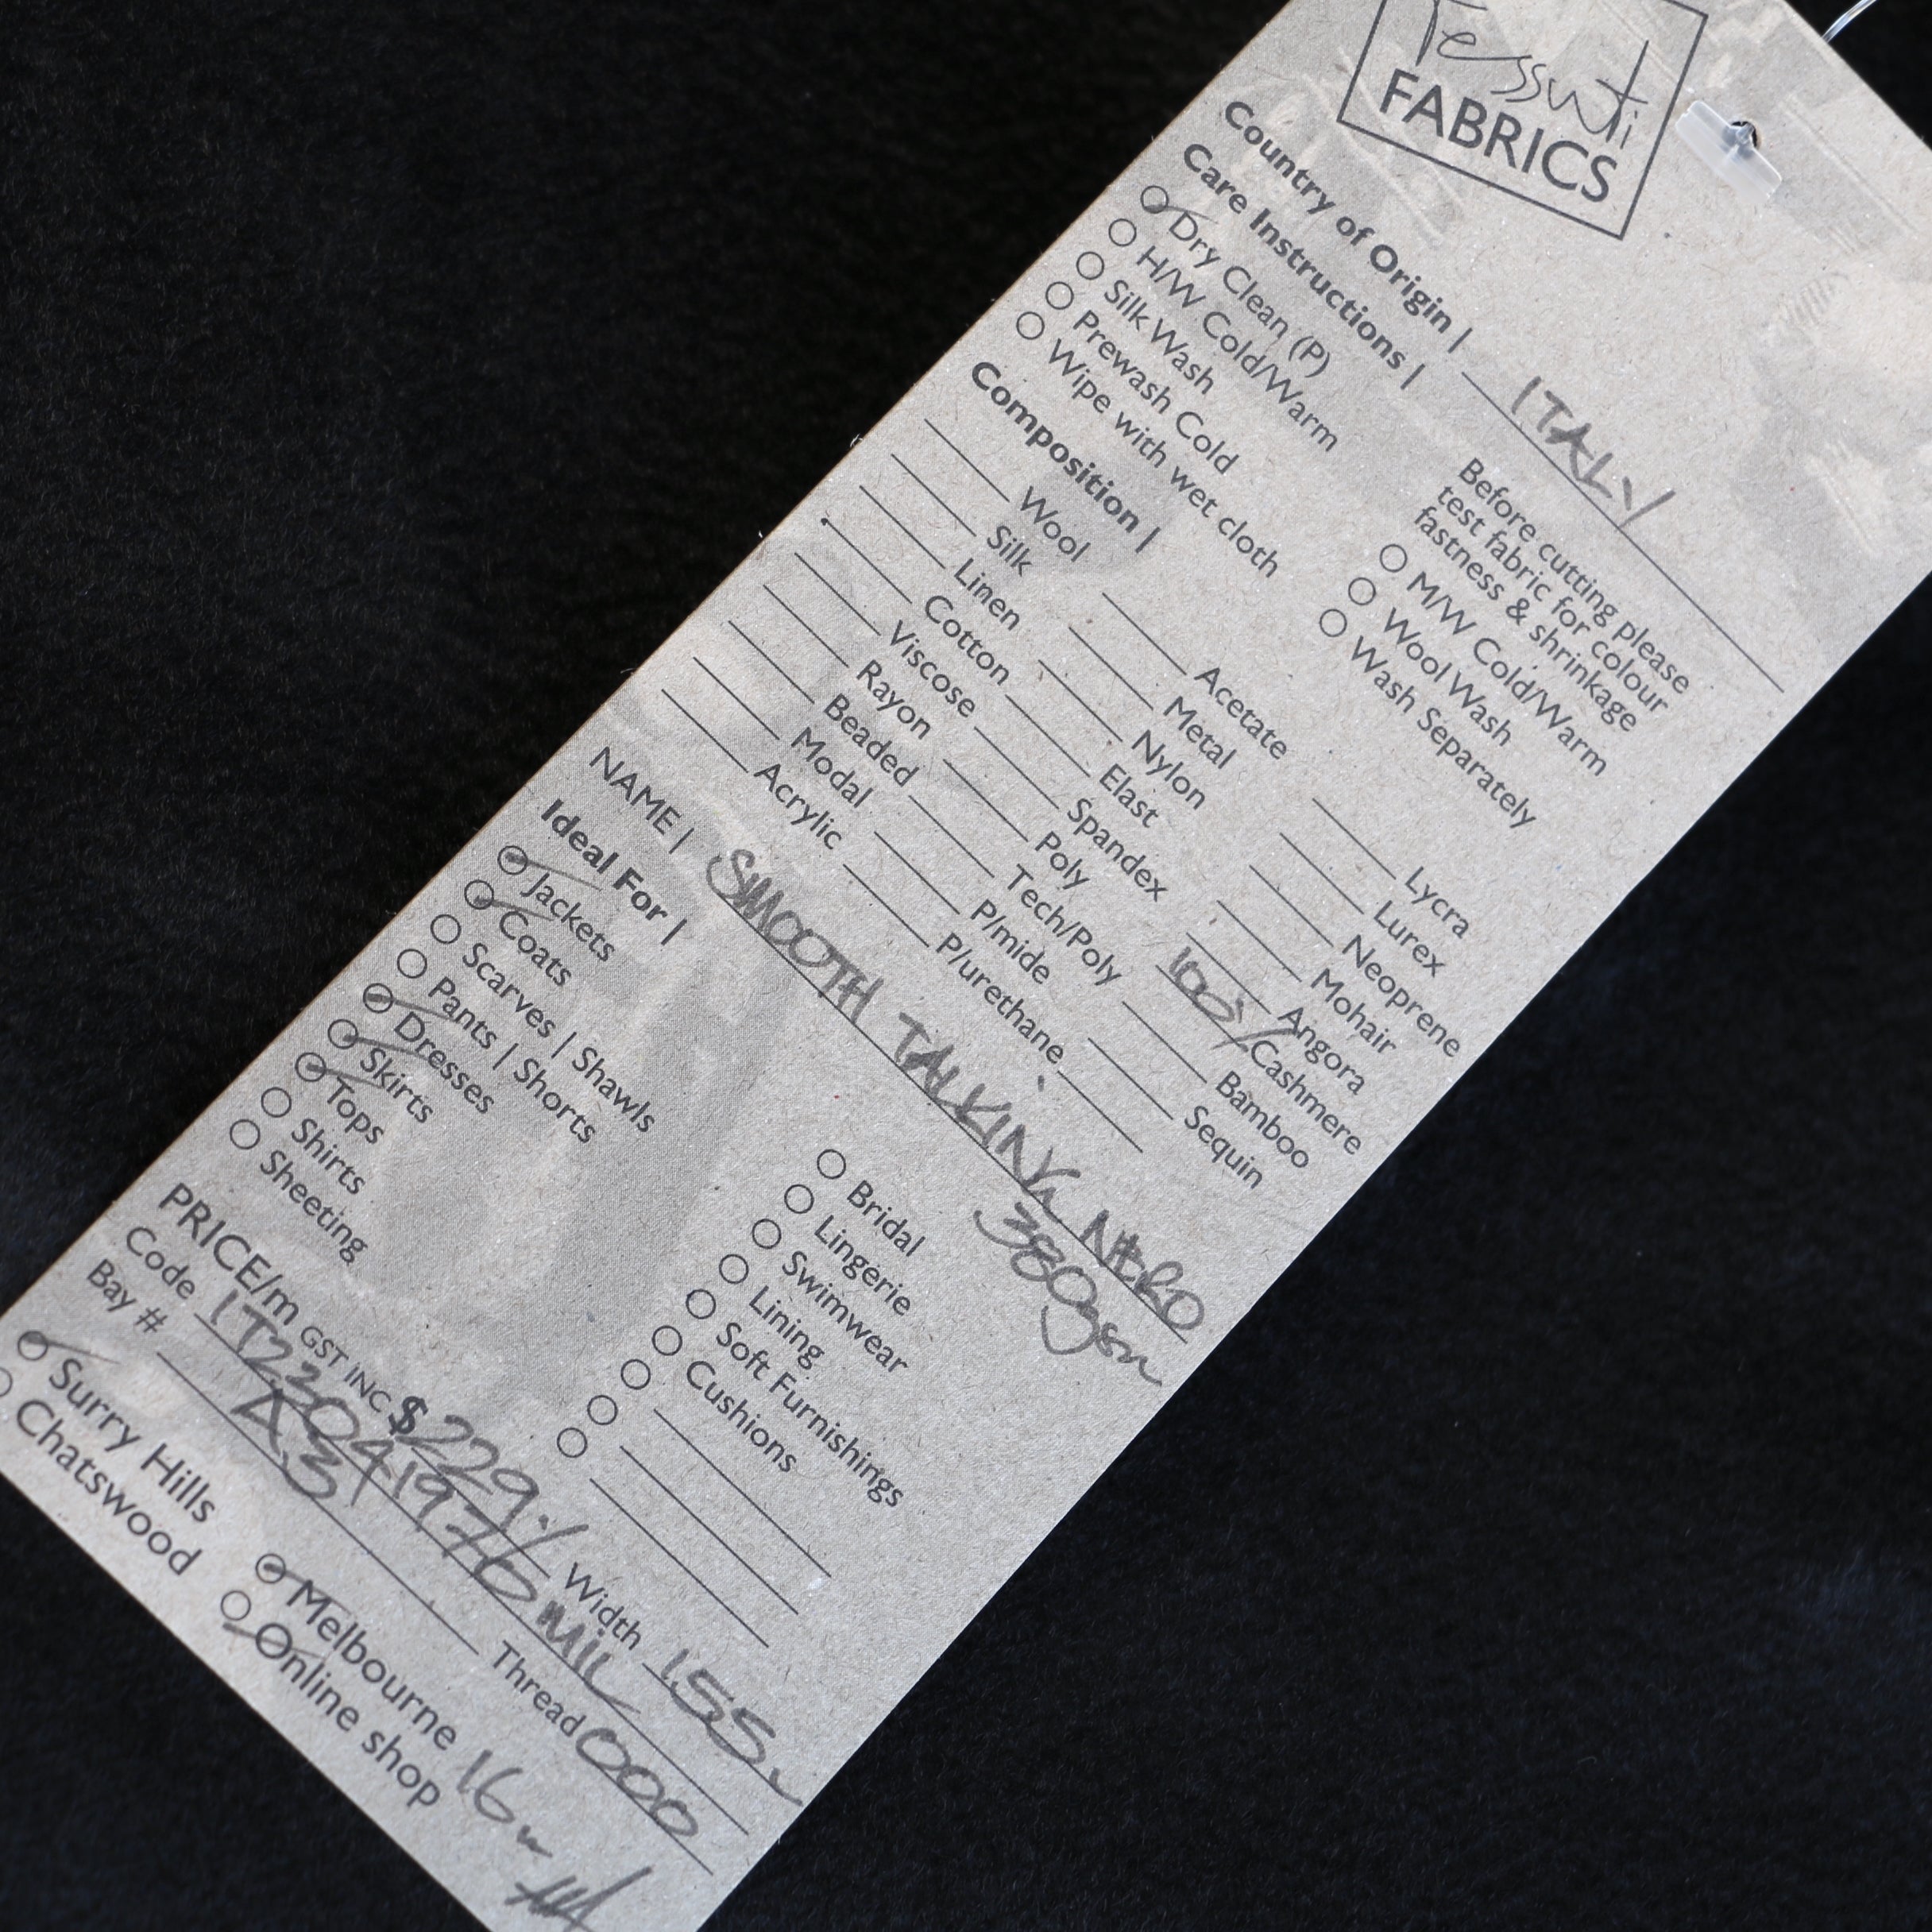 Tessuti
FABRICS
Country of Origin | ITALY
Care Instructions |
Dry Clean (P)
H/W Cold/Warm
Silk Wash
Prewash Cold
Wipe with wet cloth
Before cutting please
test fabric for colour
fastness & shrinkage
M/W Cold/Warm
Wool Wash
Wash Separately
Composition |
Wool
Silk
Linen
Cotton
Viscose
Rayon
Beaded
Modal
Acrylic
Acetate
Metal
Nylon
Elast
Spandex
Poly
Tech/Poly
P/mide
P/urethane
Lycra
Lurex
Neoprene
Mohair
Angora
100% Cashmere
Bamboo
Sequin
NAME | SMOOTH TALKING NERO
380gsm
Ideal For |
Jackets
Coats
Scarves | Shawls
Pants | Shorts
Dresses
Skirts
Tops
Shirts
Sheeting
Bridal
Lingerie
Swimwear
Lining
Soft Furnishings
Cushions
PRICE/m GST INC $229. Width 155
Code IT23041976 MIL
Bay # A3 Thread 000
Surry Hills
Chatswood
Melbourne
Online shop
16m